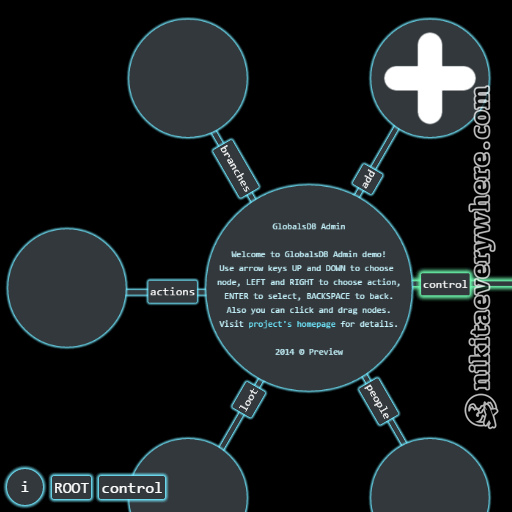 branches
add
GlobalsDB Admin
Welcome to GlobalsDB Admin demo!
Use arrow keys UP and DOWN to choose
node, LEFT and RIGHT to choose action,
ENTER to select, BACKSPACE to back.
Also you can click and drag nodes.
Visit project's homepage for details.
2014 © Preview
actions
control
loot
people
i ROOT control
@nikitaeverywhere.com